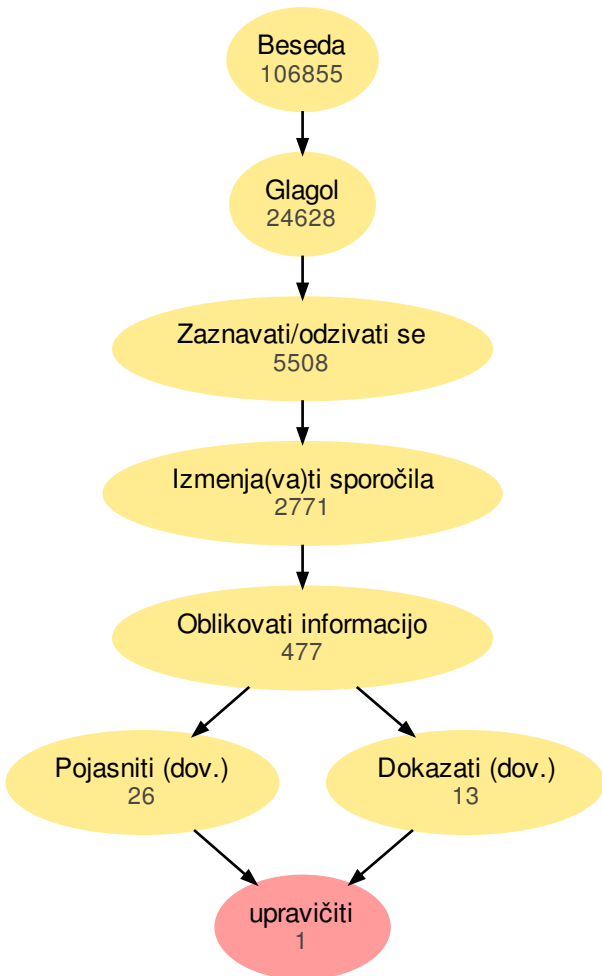 Beseda
106855
Glagol
24628
Zaznavati/odzivati se
5508
Izmenja(va)ti sporočila
2771
Oblikovati informacijo
477
Pojasniti (dov.)
26
Dokazati (dov.)
13
upravičiti
1